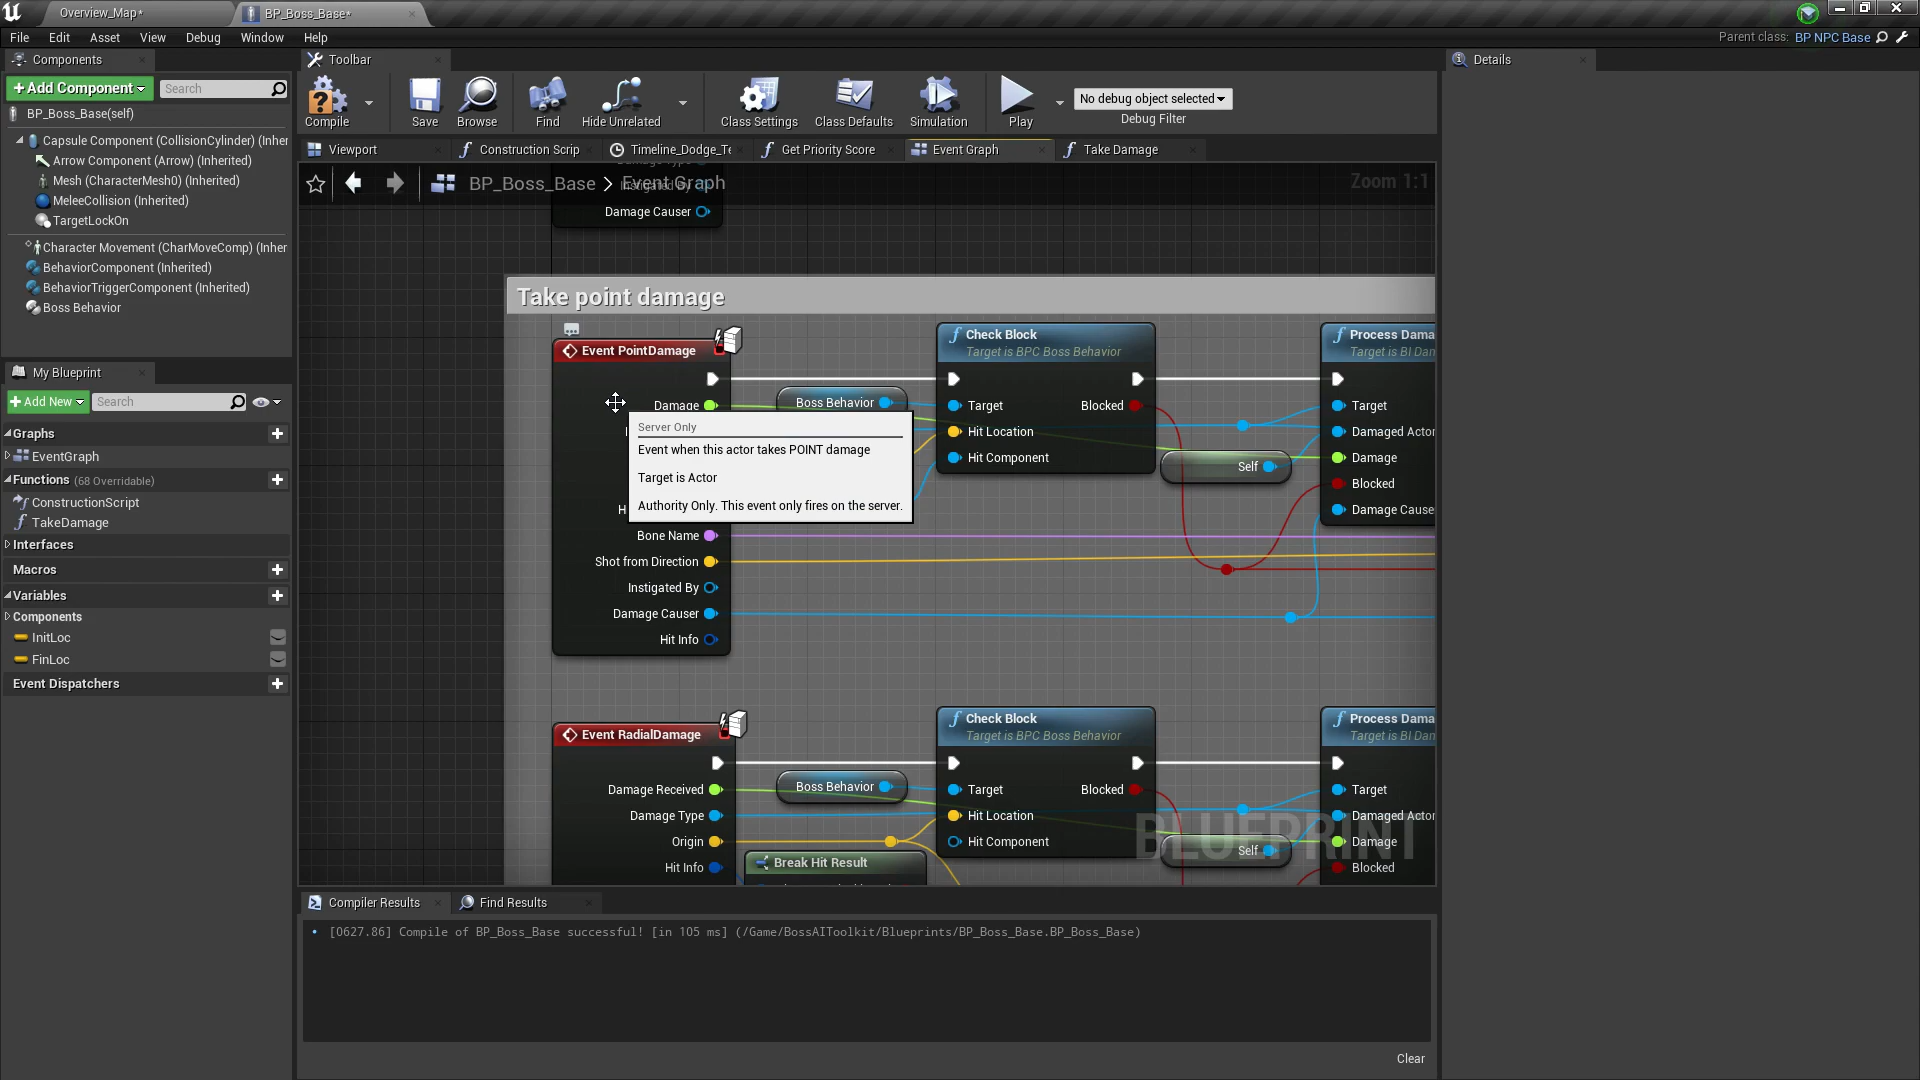 Overview_Map*
BP_Boss_Base*
File Edit Asset View Debug Window Help
Parent class: BP NPC Base
Components
Toolbar
Details
Add Component
Search
BP_Boss_Base(self)
Capsule Component (CollisionCylinder) (Inher
Arrow Component (Arrow) (Inherited)
Mesh (CharacterMesh0) (Inherited)
MeleeCollision (Inherited)
TargetLockOn
Character Movement (CharMoveComp) (Inher
BehaviorComponent (Inherited)
BehaviorTriggerComponent (Inherited)
Boss Behavior
Compile
Save
Browse
Find
Hide Unrelated
Class Settings
Class Defaults
Simulation
Play
No debug object selected
Debug Filter
Viewport
Construction Scrip
Timeline_Dodge_Te
Get Priority Score
Event Graph
Take Damage
BP_Boss_Base > Event Graph
Zoom 1:1
Damage Causer
My Blueprint
Add New
Search
Graphs
EventGraph
Functions (68 Overridable)
ConstructionScript
TakeDamage
Interfaces
Macros
Variables
Components
InitLoc
FinLoc
Event Dispatchers
Take point damage
Event PointDamage
Damage
Bone Name
Shot from Direction
Instigated By
Damage Causer
Hit Info
Server Only
Event when this actor takes POINT damage
Target is Actor
Authority Only. This event only fires on the server.
Boss Behavior
Check Block
Target is BPC Boss Behavior
Target
Blocked
Hit Location
Hit Component
Self
Process Dama
Target is BI Dan
Target
Damaged Actor
Damage
Blocked
Damage Cause
Event RadialDamage
Damage Received
Damage Type
Origin
Hit Info
Boss Behavior
Break Hit Result
Check Block
Target is BPC Boss Behavior
Target
Blocked
Hit Location
Hit Component
Self
Process Dama
Target is BI Dan
Target
Damaged Actor
Damage
Blocked
BLUEPRINT
Compiler Results
Find Results
[0627.86] Compile of BP_Boss_Base successful! [in 105 ms] (/Game/BossAIToolkit/Blueprints/BP_Boss_Base.BP_Boss_Base)
Clear